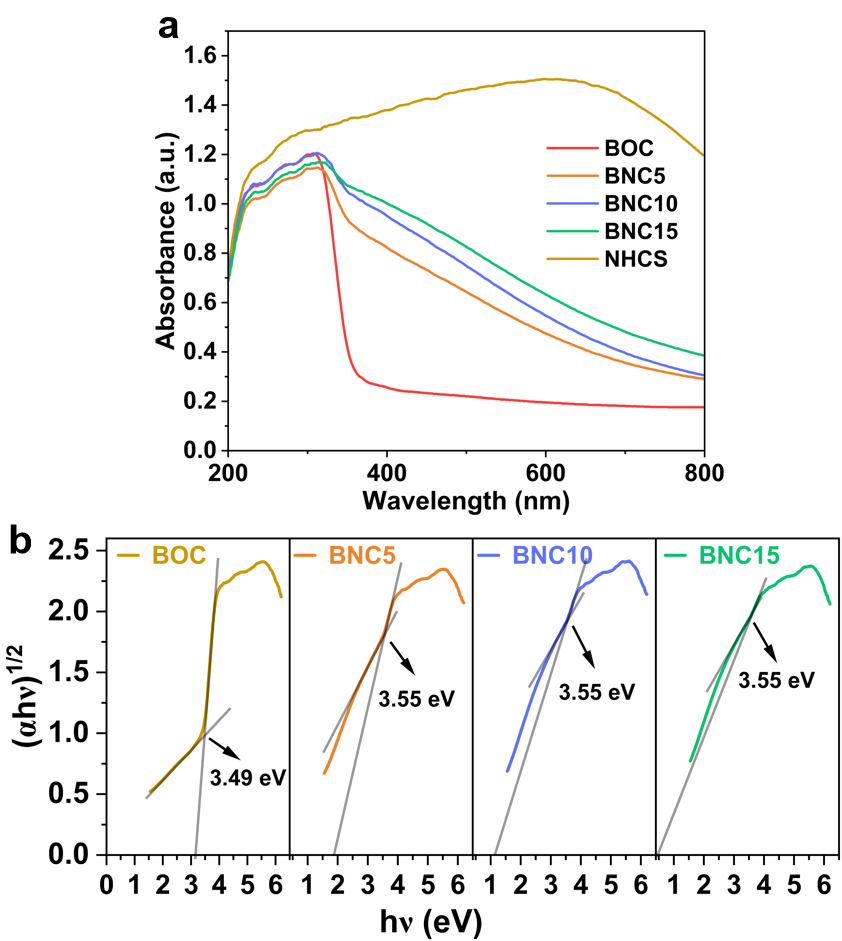 a
1.6
1.4
1.2
1.0
0.8
0.6
0.4
0.2
0.0
Absorbance (a.u.)
BOC
BNC5
BNC10
BNC15
NHCS
200 400 600 800
Wavelength (nm)
b
2.5
2.0
1.5
1.0
0.5
0.0
(αhν)1/2
BOC BNC5 BNC10 BNC15
3.49 eV
3.55 eV
3.55 eV
3.55 eV
0 1 2 3 4 5 6 1 2 3 4 5 6 1 2 3 4 5 6 1 2 3 4 5 6
hν (eV)